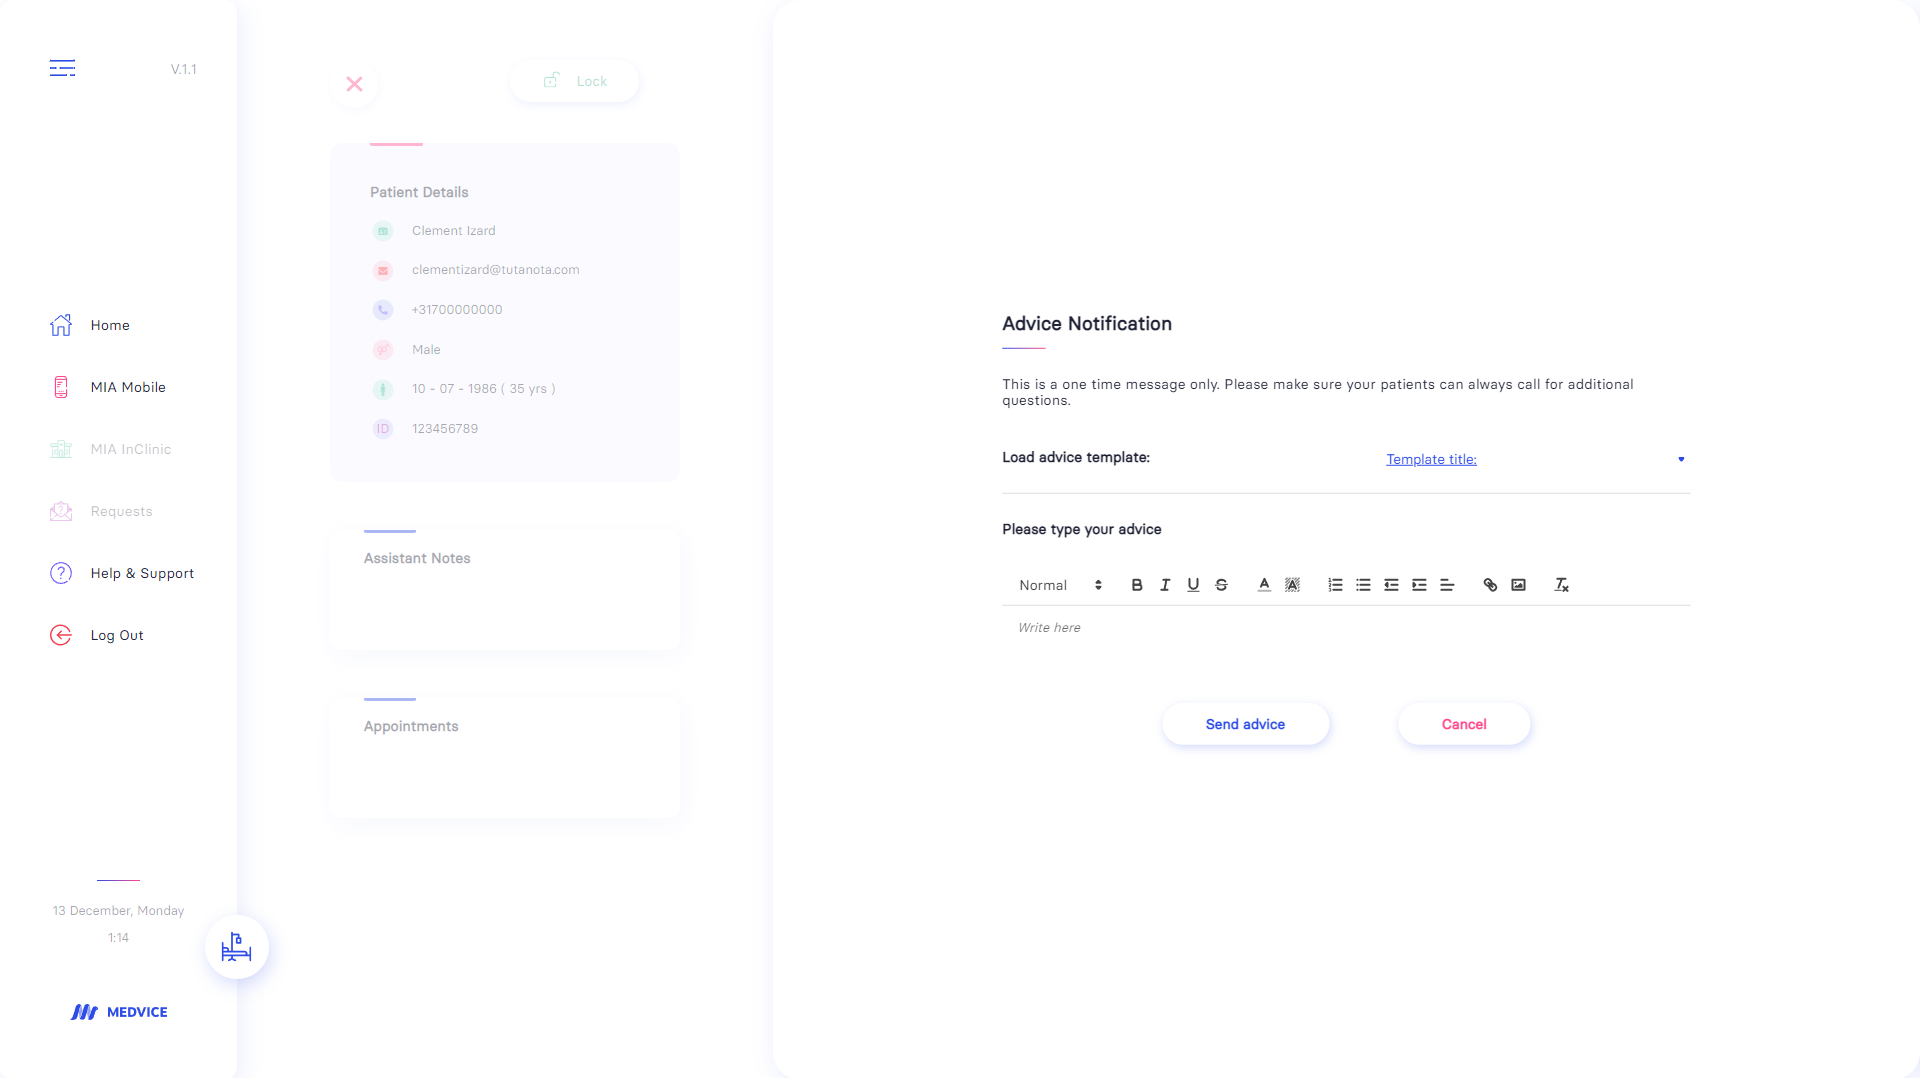 V.1.1
Home
MIA Mobile
MIA InClinic
Requests
Help & Support
Log Out
13 December, Monday
1:14
MEDVICE
Lock
Patient Details
Clement Izard
clementizard@tutanota.com
+31700000000
Male
10 - 07 - 1986 ( 35 yrs )
ID 123456789
Assistant Notes
Appointments
Advice Notification
This is a one time message only. Please make sure your patients can always call for additional
questions.
Load advice template: Template title:
Please type your advice
Normal
Write here
Send advice Cancel